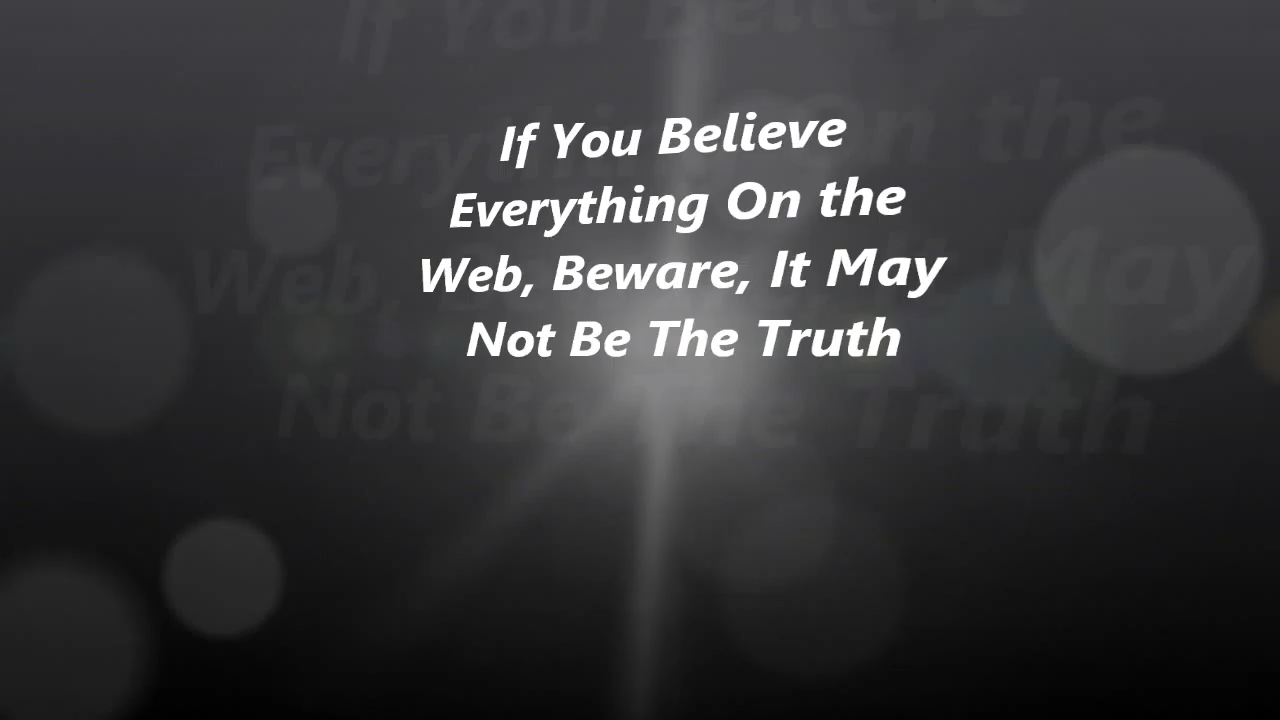 If You Believe
Everything On the
Web, Beware, It May
Not Be The Truth